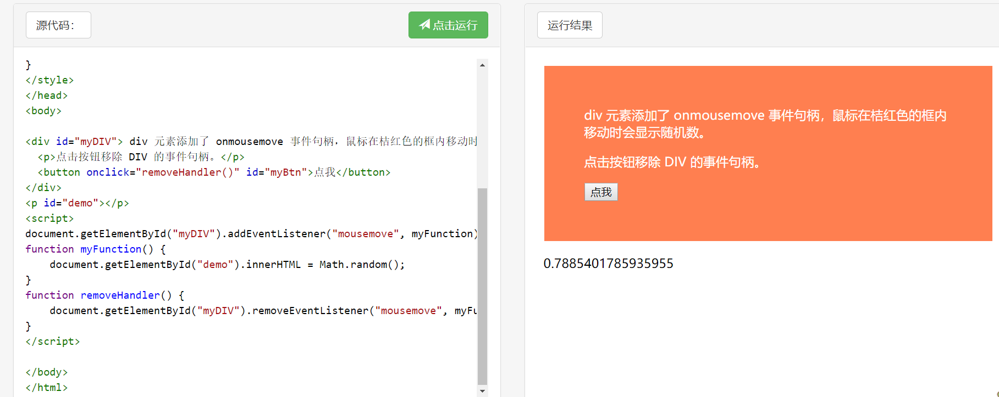 源代码：
点击运行
}
</style>
</head>
<body>
<div id="myDIV"> div 元素添加了 onmousemove 事件句柄，鼠标在桔红色的框内移动时
<p>点击按钮移除 DIV 的事件句柄。</p>
<button onclick="removeHandler()" id="myBtn">点我</button>
</div>
<p id="demo"></p>
<script>
document.getElementById("myDIV").addEventListener("mousemove", myFunction)
function myFunction() {
document.getElementById("demo").innerHTML = Math.random();
}
function removeHandler() {
document.getElementById("myDIV").removeEventListener("mousemove", myFu
}
</script>
</body>
</html>
运行结果
div 元素添加了 onmousemove 事件句柄，鼠标在桔红色的框内
移动时会显示随机数。
点击按钮移除 DIV 的事件句柄。
点我
0.7885401785935955